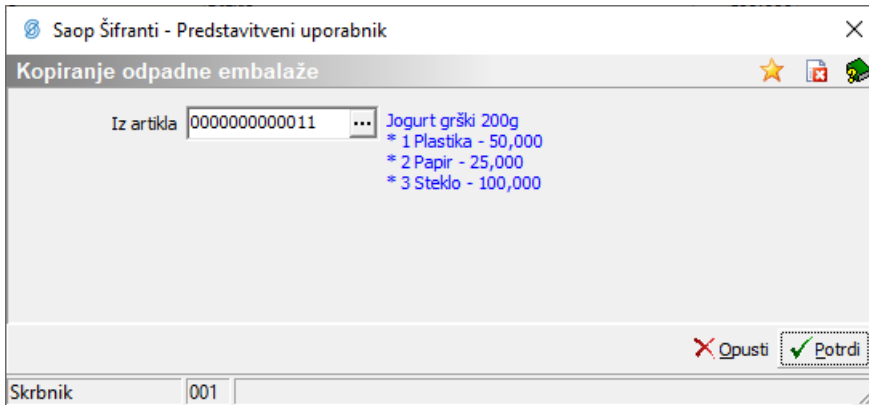 Saop Šifranti - Predstavitveni uporabnik
Kopiranje odpadne embalaže
Iz artikla 0000000000011 ... Jogurt grški 200g
* 1 Plastika - 50,000
* 2 Papir - 25,000
* 3 Steklo - 100,000
Opusti Potrdi
Skrbnik 001